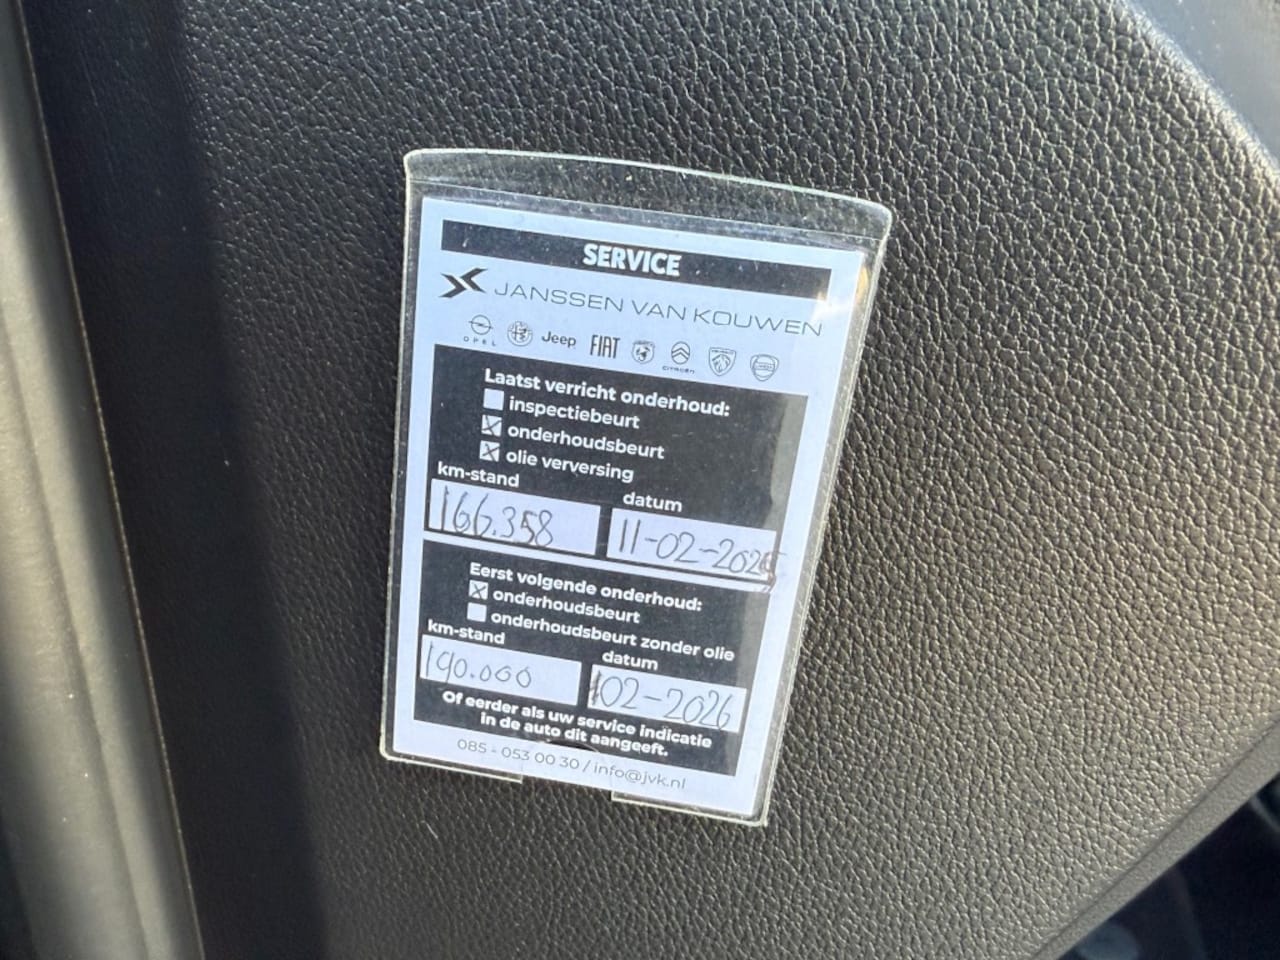 SERVICE
JANSSEN VAN KOUWEN
OPEL Jeep FIAT CITROËN
Laatst verricht onderhoud:
inspectiebeurt
onderhoudsbeurt
olie verversing
km-stand datum
166.358 11-02-2025
Eerst volgende onderhoud:
onderhoudsbeurt
onderhoudsbeurt zonder olie
km-stand datum
190.000 02-2026
Of eerder als uw service indicatie
in de auto dit aangeeft.
085 - 053 00 30 / info@jvk.nl